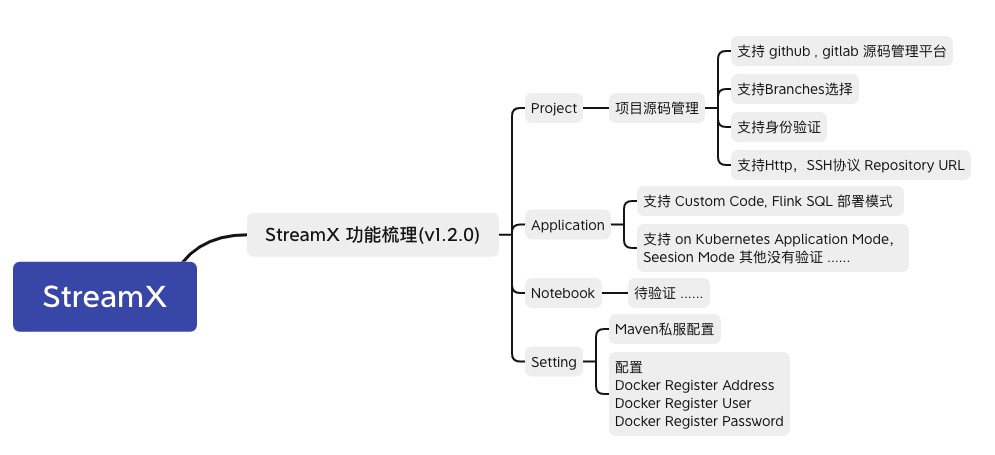 StreamX
StreamX 功能梳理(v1.2.0)
Project
项目源码管理
支持 github , gitlab 源码管理平台
支持Branches选择
支持身份验证
支持Http，SSH协议 Repository URL
Application
支持 Custom Code, Flink SQL 部署模式
支持 on Kubernetes Application Mode,
Seesion Mode 其他没有验证 ......
Notebook
待验证 ......
Setting
Maven私服配置
配置
Docker Register Address
Docker Register User
Docker Register Password